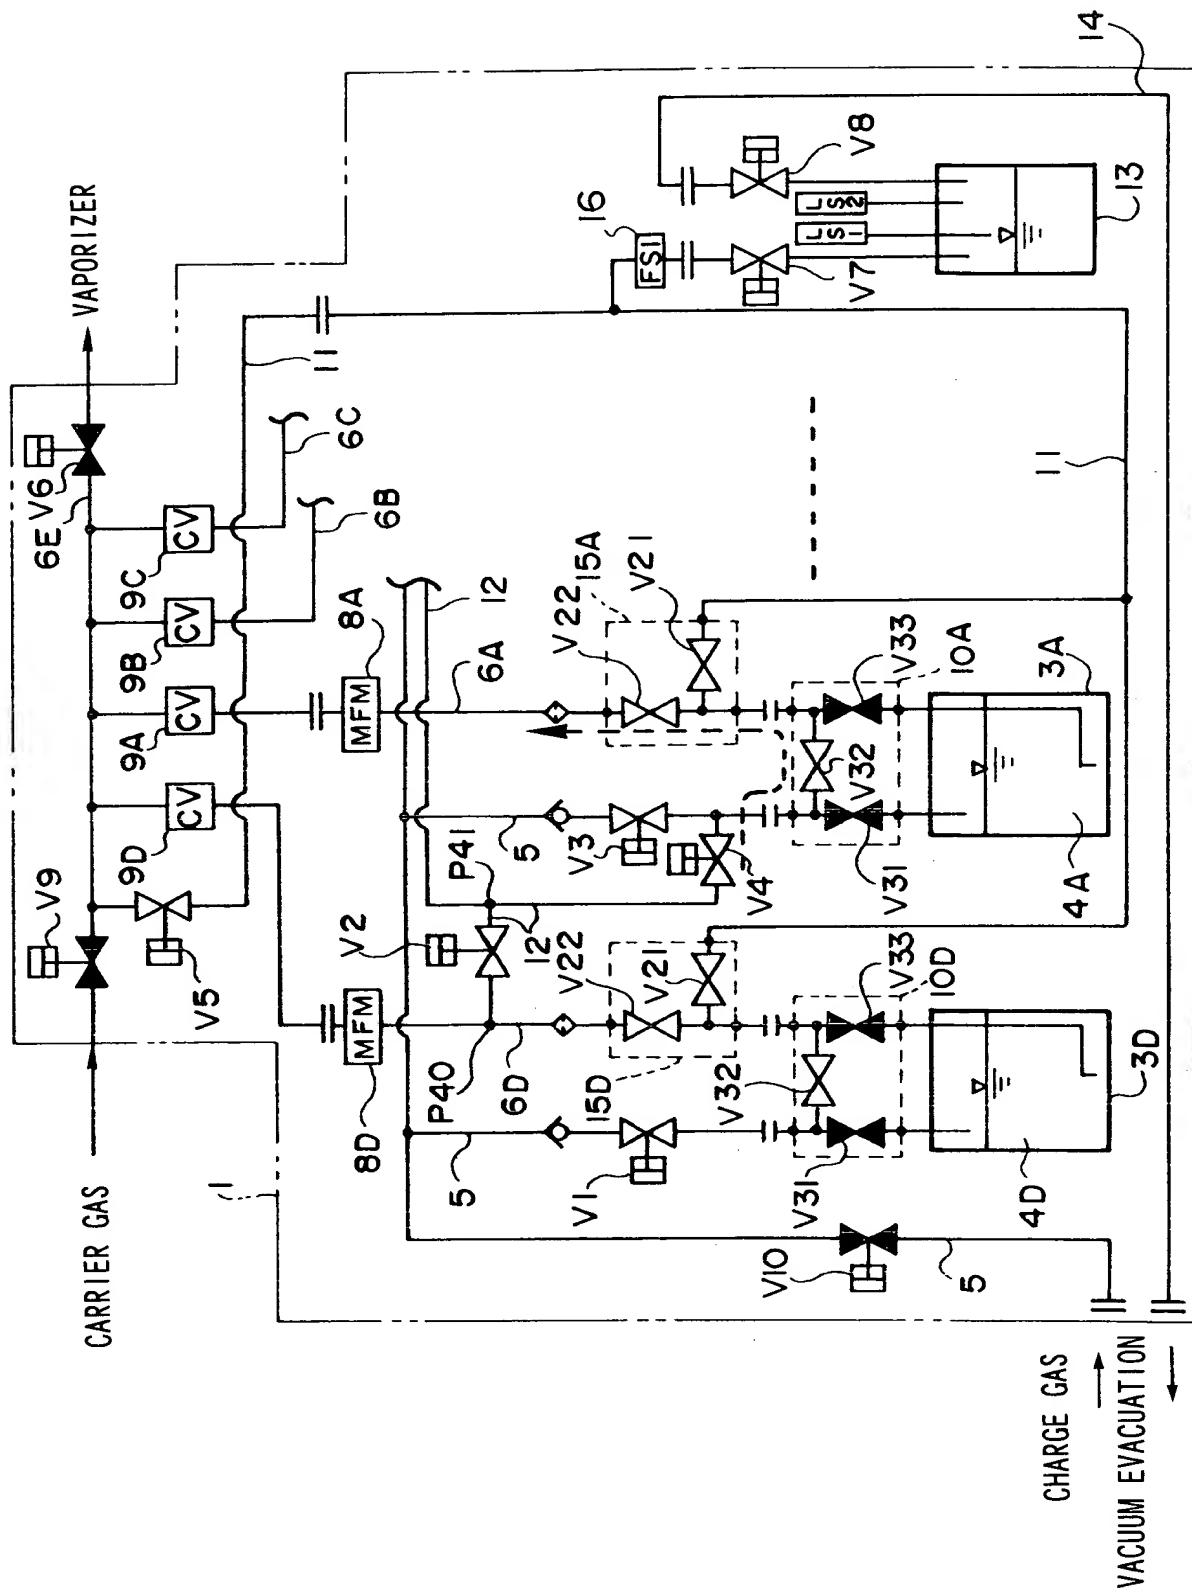 CARRIER GAS
VAPORIZER
V9
6E
V6
V5
9D
CV
9A
CV
9B
CV
9C
CV
6B
6C
11
1
8D
MFM
8A
MFM
12
P40
P41
V2
12
6D
6A
5
5
V1
V3
V4
15D
V22
V21
V22
15A
V21
V32
V31
V33
10D
V32
V31
V33
10A
4D
3D
4A
3A
V10
5
11
16
FS1
V7
V8
LS1
LS2
13
14
CHARGE GAS
VACUUM EVACUATION